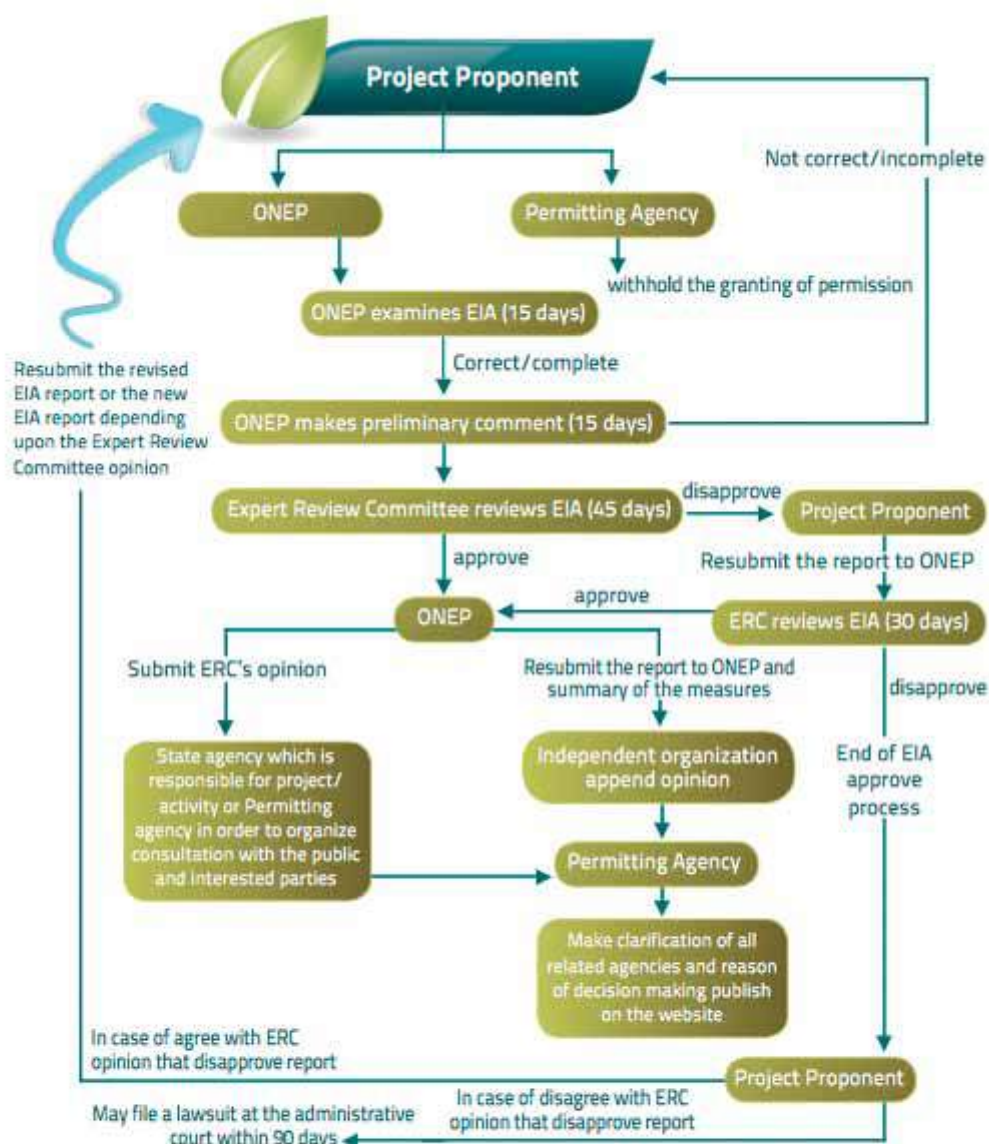 Project Proponent
Not correct/incomplete
ONEP
Permitting Agency
withhold the granting of permission
ONEP examines EIA (15 days)
Correct/complete
Resubmit the revised
EIA report or the new
EIA report depending
upon the Expert Review
Committee opinion
ONEP makes preliminary comment (15 days)
Expert Review Committee reviews EIA (45 days)
disapprove
Project Proponent
approve
Resubmit the report to ONEP
ONEP
approve
ERC reviews EIA (30 days)
Submit ERC's opinion
Resubmit the report to ONEP and
summary of the measures
disapprove
State agency which is
responsible for project/
activity or Permitting
agency in order to organize
consultation with the public
and interested parties
Independent organization
append opinion
End of EIA
approve
process
Permitting Agency
Make clarification of all
related agencies and reason
of decision making publish
on the website
In case of agree with ERC
opinion that disapprove report
Project Proponent
In case of disagree with ERC
opinion that disapprove report
May file a lawsuit at the administrative
court within 90 days